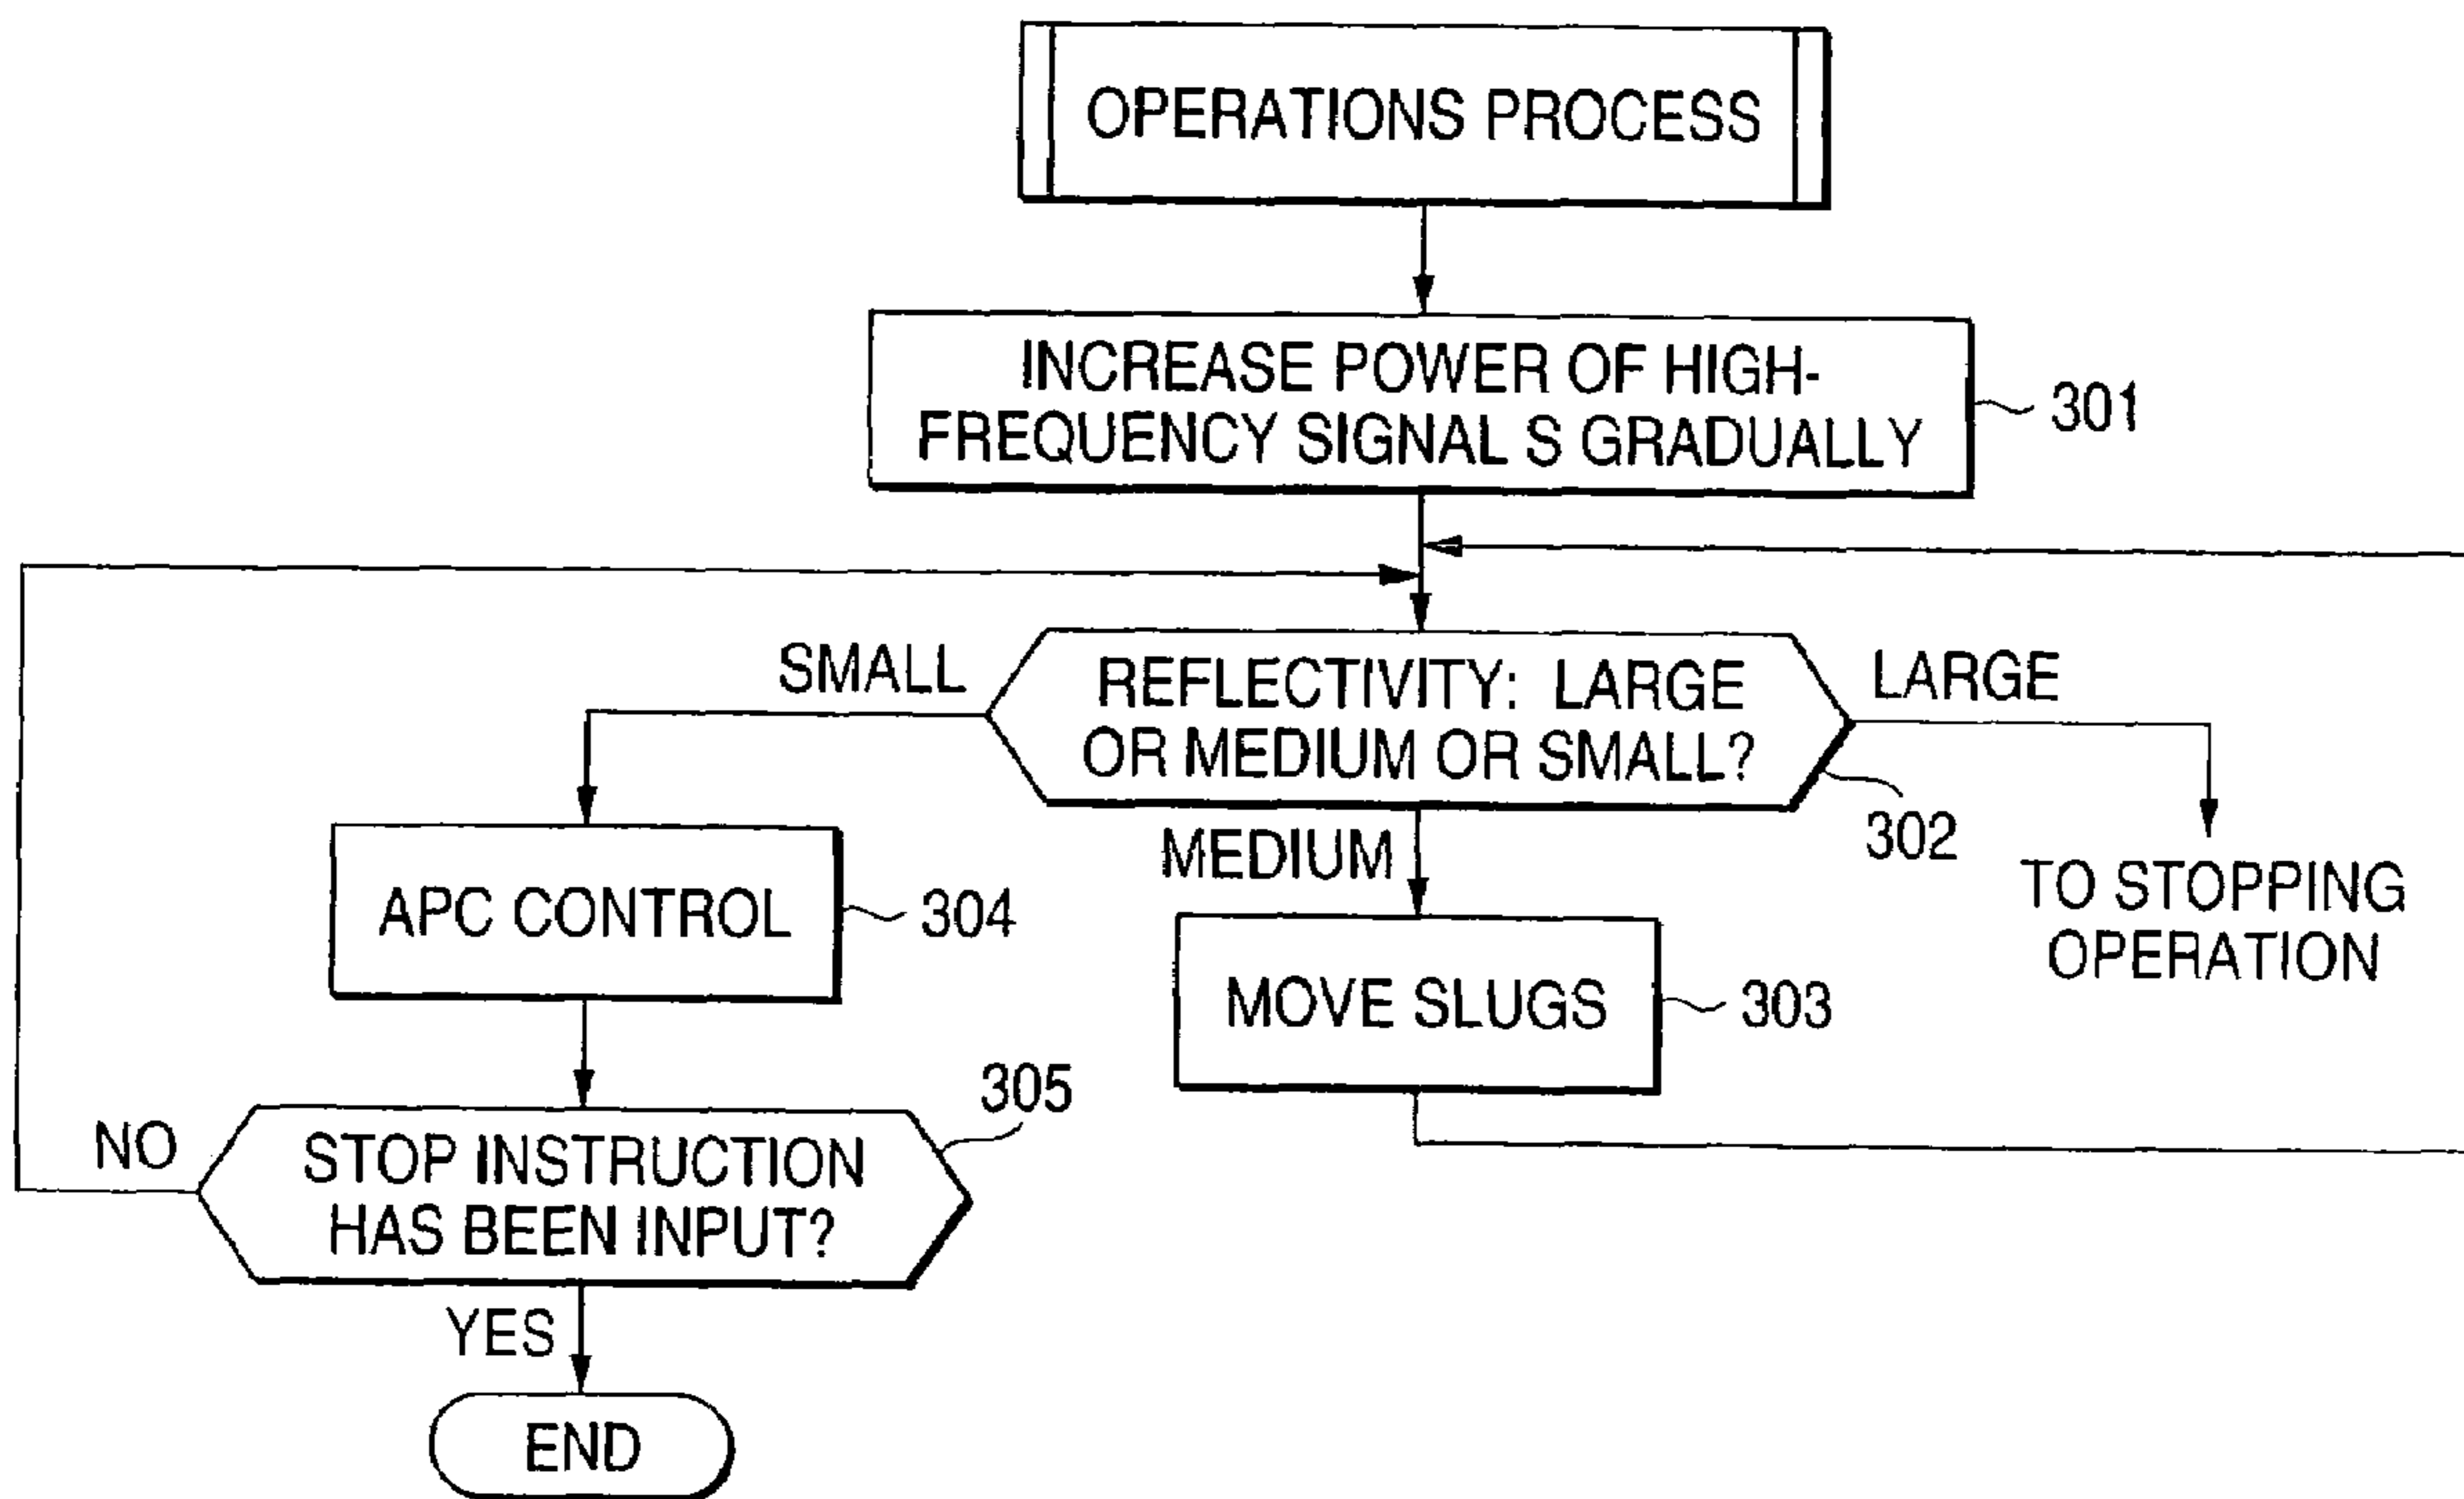 OPERATIONS PROCESS
INCREASE POWER OF HIGH-
FREQUENCY SIGNAL S GRADUALLY
301
SMALL
REFLECTIVITY: LARGE
OR MEDIUM OR SMALL?
LARGE
302
MEDIUM
TO STOPPING
OPERATION
APC CONTROL
304
MOVE SLUGS
303
305
NO
STOP INSTRUCTION
HAS BEEN INPUT?
YES
END